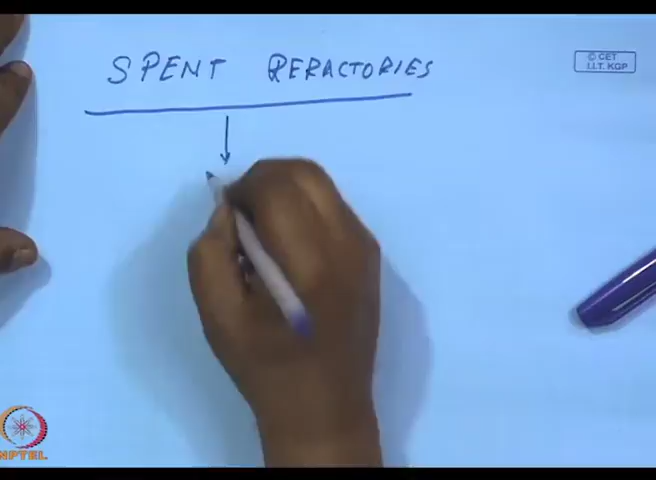 SPENT REFRACTORIES
© CET
I.I.T. KGP
NPTEL